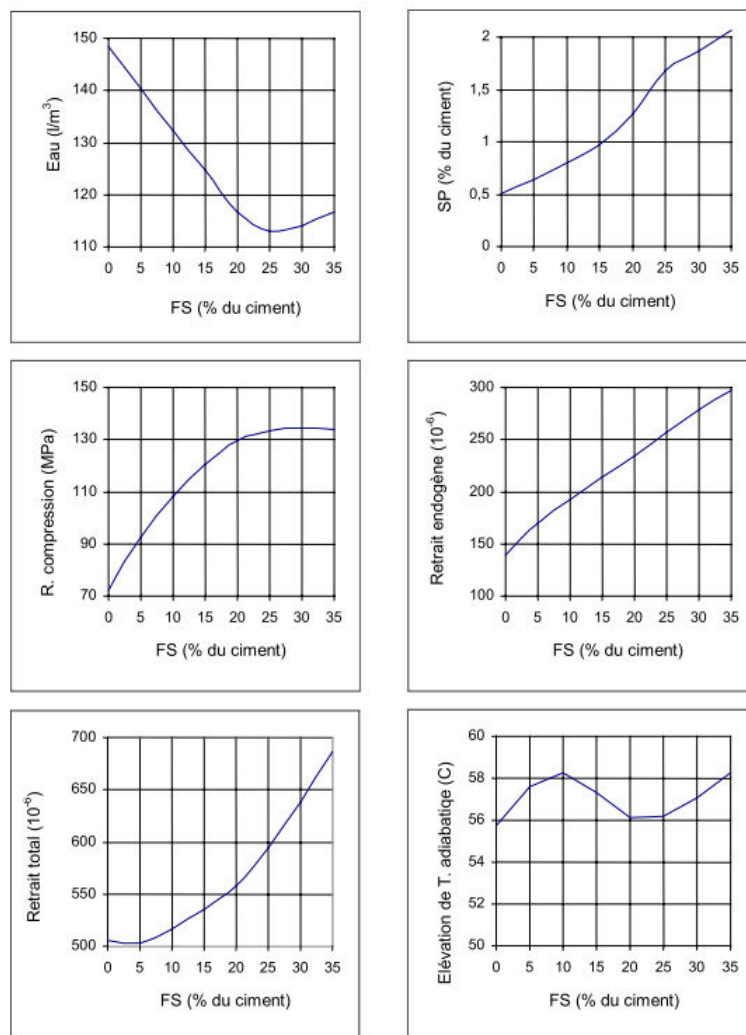 150
140
130
120
110
Eau (l/m³)
0 5 10 15 20 25 30 35
FS (% du ciment)
2
1,5
1
0,5
0
SP (% du ciment)
0 5 10 15 20 25 30 35
FS (% du ciment)
150
130
110
90
70
R. compression (MPa)
0 5 10 15 20 25 30 35
FS (% du ciment)
300
250
200
150
100
Retrait endogène (10⁻⁶)
0 5 10 15 20 25 30 35
FS (% du ciment)
700
650
600
550
500
Retrait total (10⁻⁶)
0 5 10 15 20 25 30 35
FS (% du ciment)
60
58
56
54
52
50
Elévation de T. adiabatiqe (C)
0 5 10 15 20 25 30 35
FS (% du ciment)